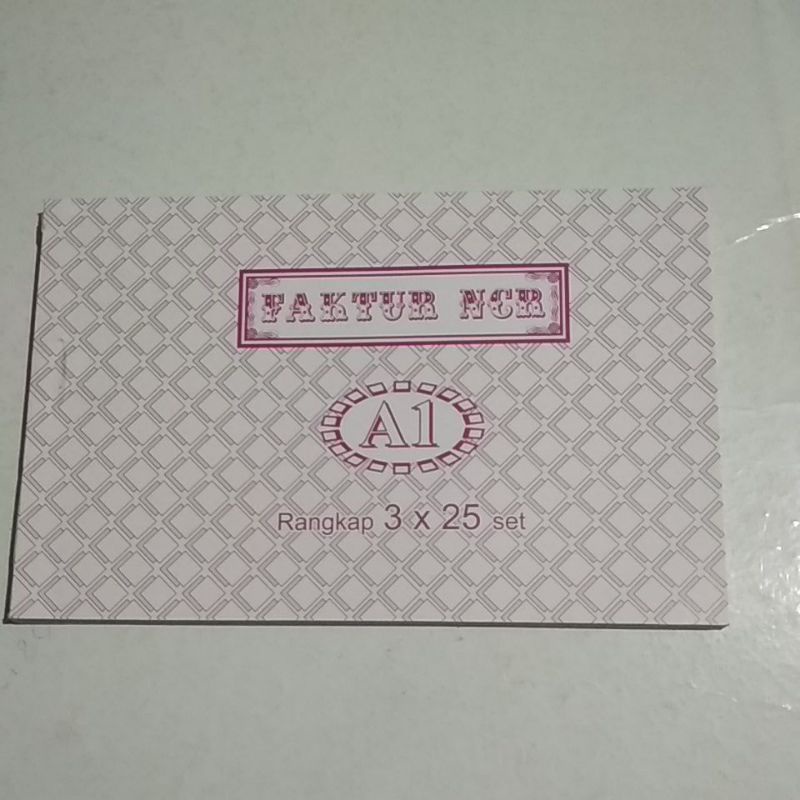 FAKTUR NCR
A1
Rangkap 3 x 25 set